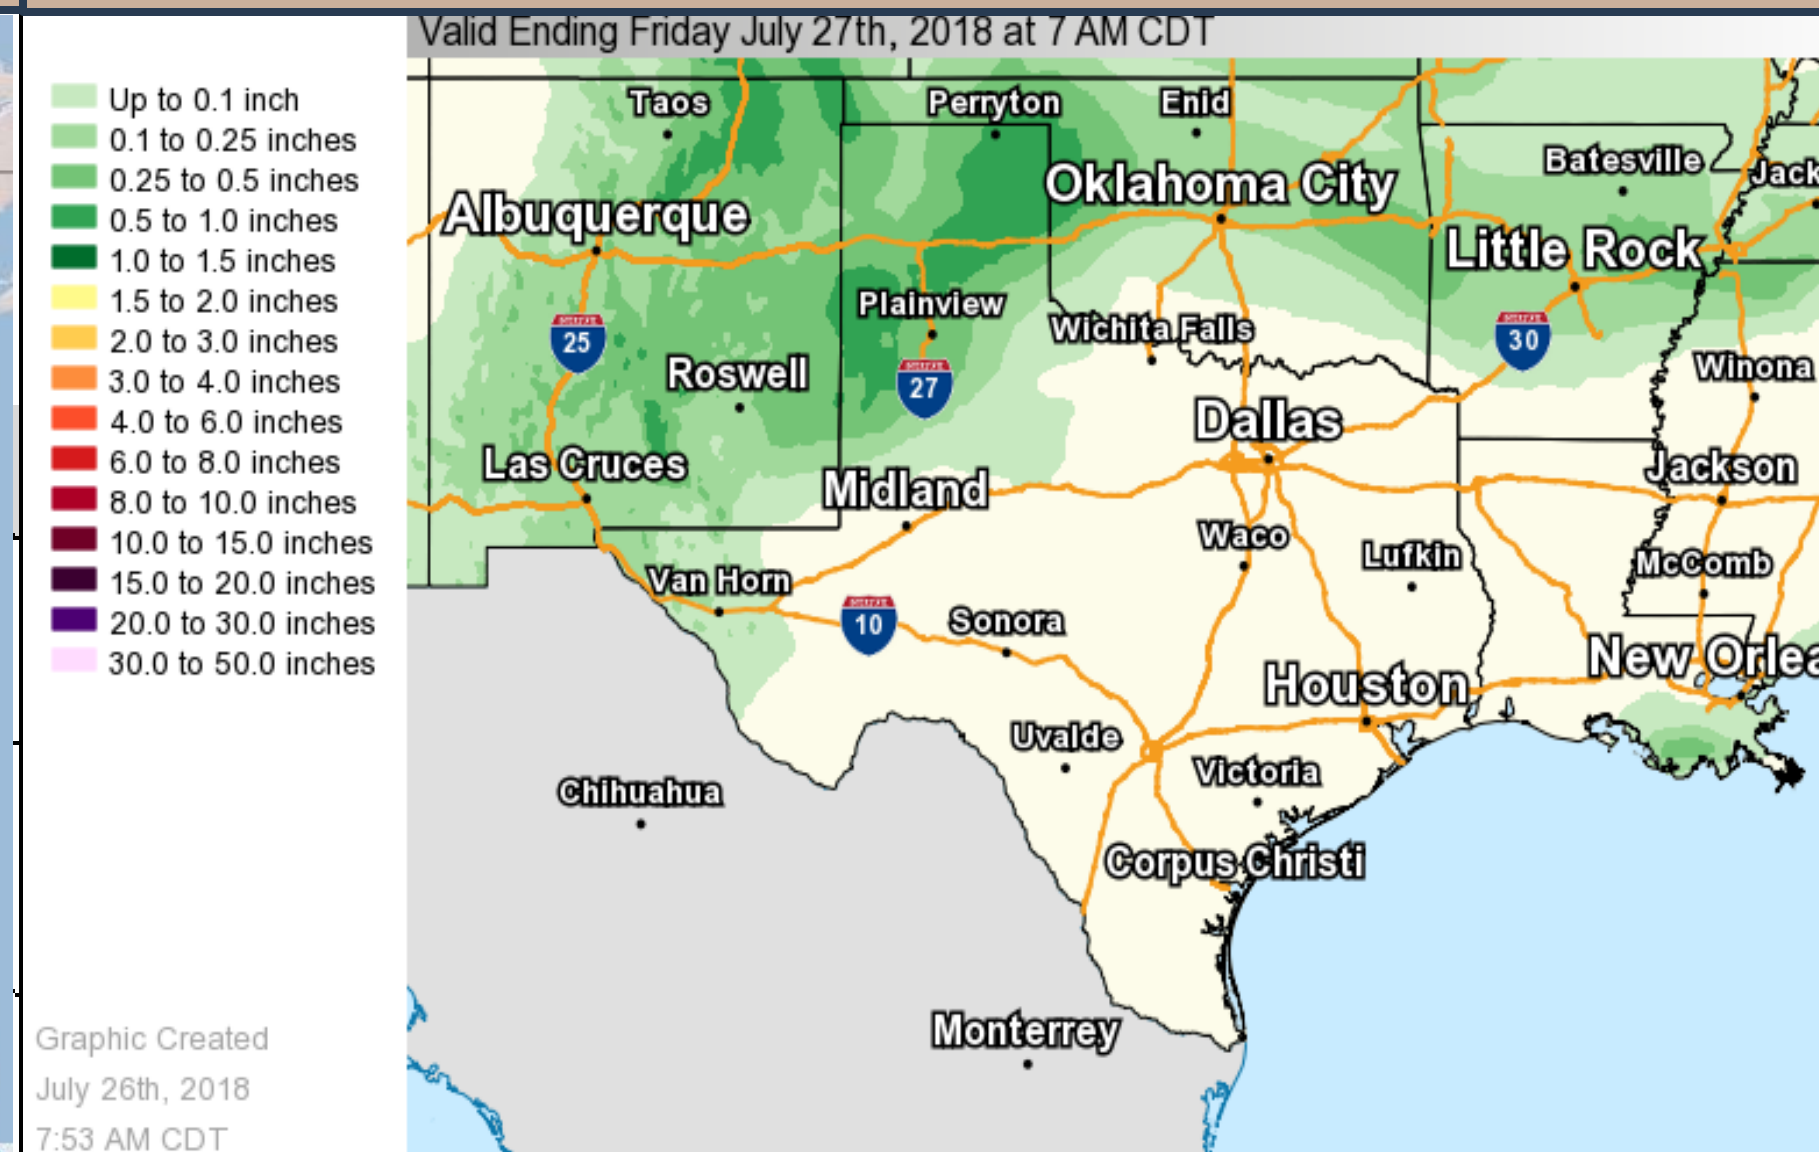 Valid Ending Friday July 27th, 2018 at 7 AM CDT
Up to 0.1 inch
0.1 to 0.25 inches
0.25 to 0.5 inches
0.5 to 1.0 inches
1.0 to 1.5 inches
1.5 to 2.0 inches
2.0 to 3.0 inches
3.0 to 4.0 inches
4.0 to 6.0 inches
6.0 to 8.0 inches
8.0 to 10.0 inches
10.0 to 15.0 inches
15.0 to 20.0 inches
20.0 to 30.0 inches
30.0 to 50.0 inches
Graphic Created
July 26th, 2018
7:53 AM CDT
Taos
Perryton
Enid
Batesville
Jack
Oklahoma City
Albuquerque
Little Rock
Plainview
Wichita Falls
25
30
Roswell
27
Winona
Dallas
Las Cruces
Midland
Jackson
Waco
Lufkin
McComb
Van Horn
10
Sonora
New Orlea
Houston
Uvalde
Victoria
Chihuahua
Corpus Christi
Monterrey